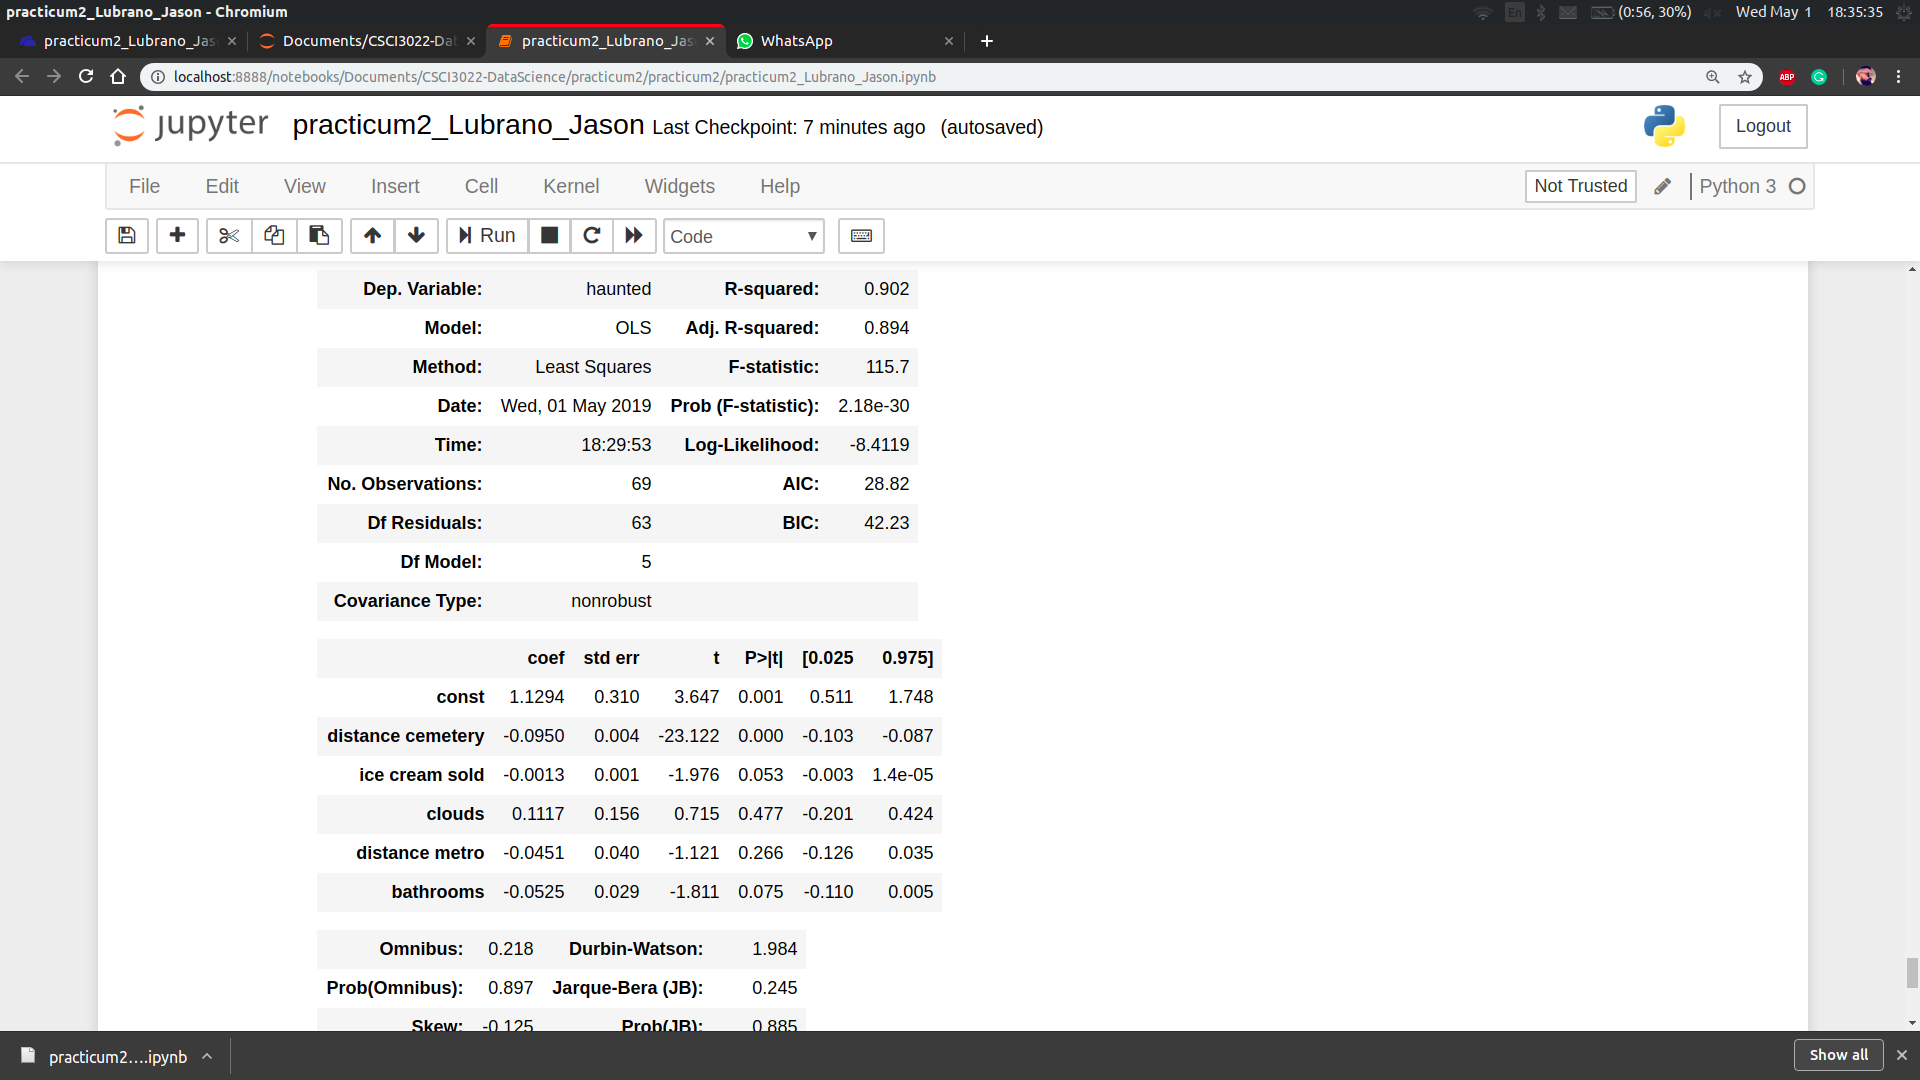 practicum2_Lubrano_Jason - Chromium
En
(0:56, 30%)
Wed May 1 18:35:35
practicum2_Lubrano_Jas
Documents/CSCI3022-Dat
practicum2_Lubrano_Jas
WhatsApp
localhost:8888/notebooks/Documents/CSCI3022-DataScience/practicum2/practicum2/practicum2_Lubrano_Jason.ipynb
ABP
jupyter practicum2_Lubrano_Jason Last Checkpoint: 7 minutes ago (autosaved)
Logout
File Edit View Insert Cell Kernel Widgets Help
Not Trusted
Python 3
Run
Code
Dep. Variable: haunted R-squared: 0.902
Model: OLS Adj. R-squared: 0.894
Method: Least Squares F-statistic: 115.7
Date: Wed, 01 May 2019 Prob (F-statistic): 2.18e-30
Time: 18:29:53 Log-Likelihood: -8.4119
No. Observations: 69 AIC: 28.82
Df Residuals: 63 BIC: 42.23
Df Model: 5
Covariance Type: nonrobust
coef std err t P>|t| [0.025 0.975]
const 1.1294 0.310 3.647 0.001 0.511 1.748
distance cemetery -0.0950 0.004 -23.122 0.000 -0.103 -0.087
ice cream sold -0.0013 0.001 -1.976 0.053 -0.003 1.4e-05
clouds 0.1117 0.156 0.715 0.477 -0.201 0.424
distance metro -0.0451 0.040 -1.121 0.266 -0.126 0.035
bathrooms -0.0525 0.029 -1.811 0.075 -0.110 0.005
Omnibus: 0.218 Durbin-Watson: 1.984
Prob(Omnibus): 0.897 Jarque-Bera (JB): 0.245
Skew: -0.125 Prob(JB): 0.885
practicum2....ipynb
Show all